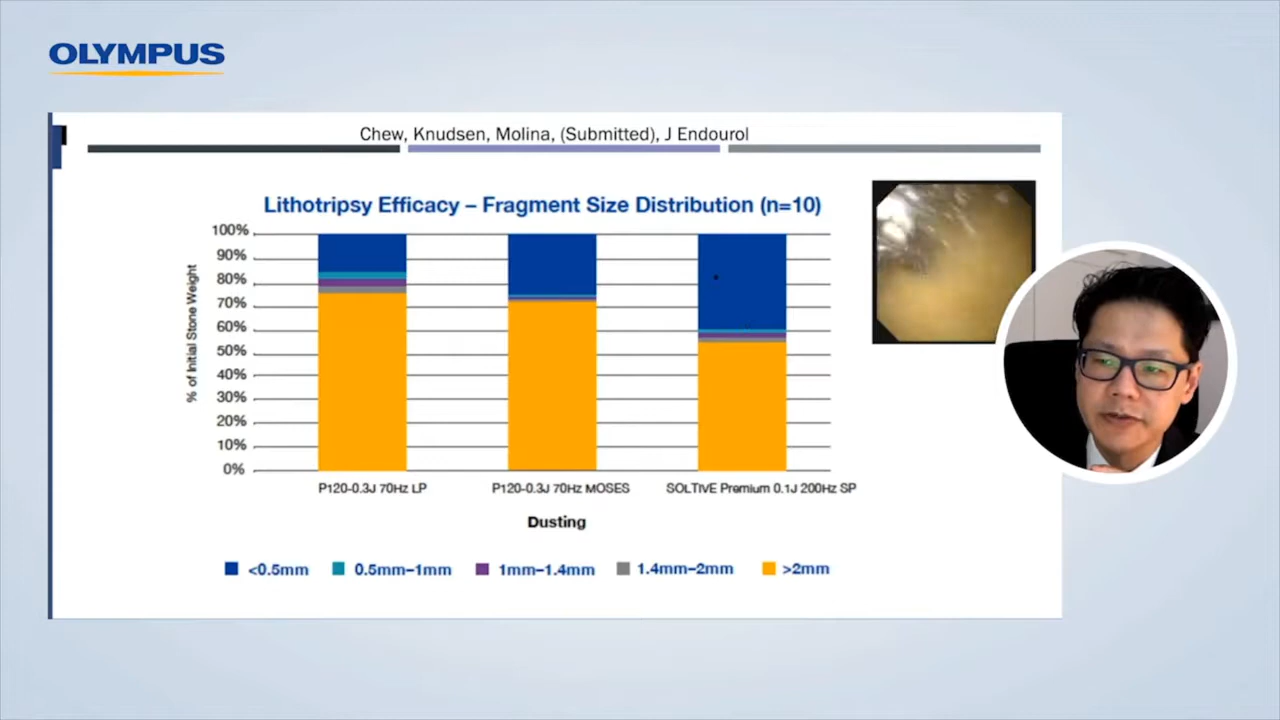 OLYMPUS
Chew, Knudsen, Molina, (Submitted), J Endourol
Lithotripsy Efficacy – Fragment Size Distribution (n=10)
% of Initial Stone Weight
100%
90%
80%
70%
60%
50%
40%
30%
20%
10%
0%
P120-0.3J 70Hz LP
P120-0.3J 70Hz MOSES
SOLTIVE Premium 0.1J 200Hz SP
Dusting
<0.5mm
0.5mm–1mm
1mm–1.4mm
1.4mm–2mm
>2mm